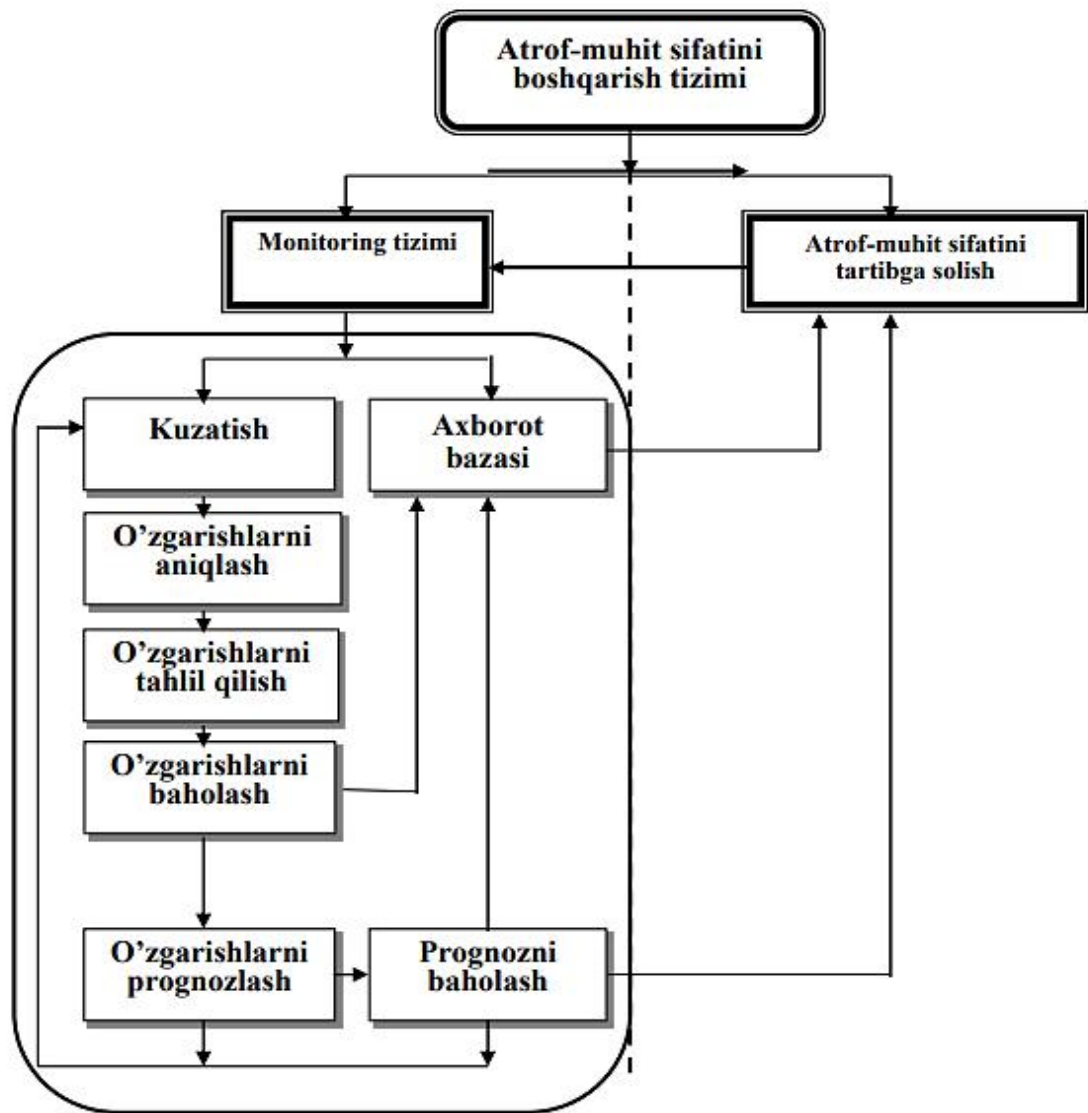 Atrof-muhit sifatini
boshqarish tizimi
Monitoring tizimi
Atrof-muhit sifatini
tartibga solish
Kuzatish
Axborot
bazasi
O’zgarishlarni
aniqlash
O’zgarishlarni
tahlil qilish
O’zgarishlarni
baholash
O’zgarishlarni
prognozlash
Prognozni
baholash